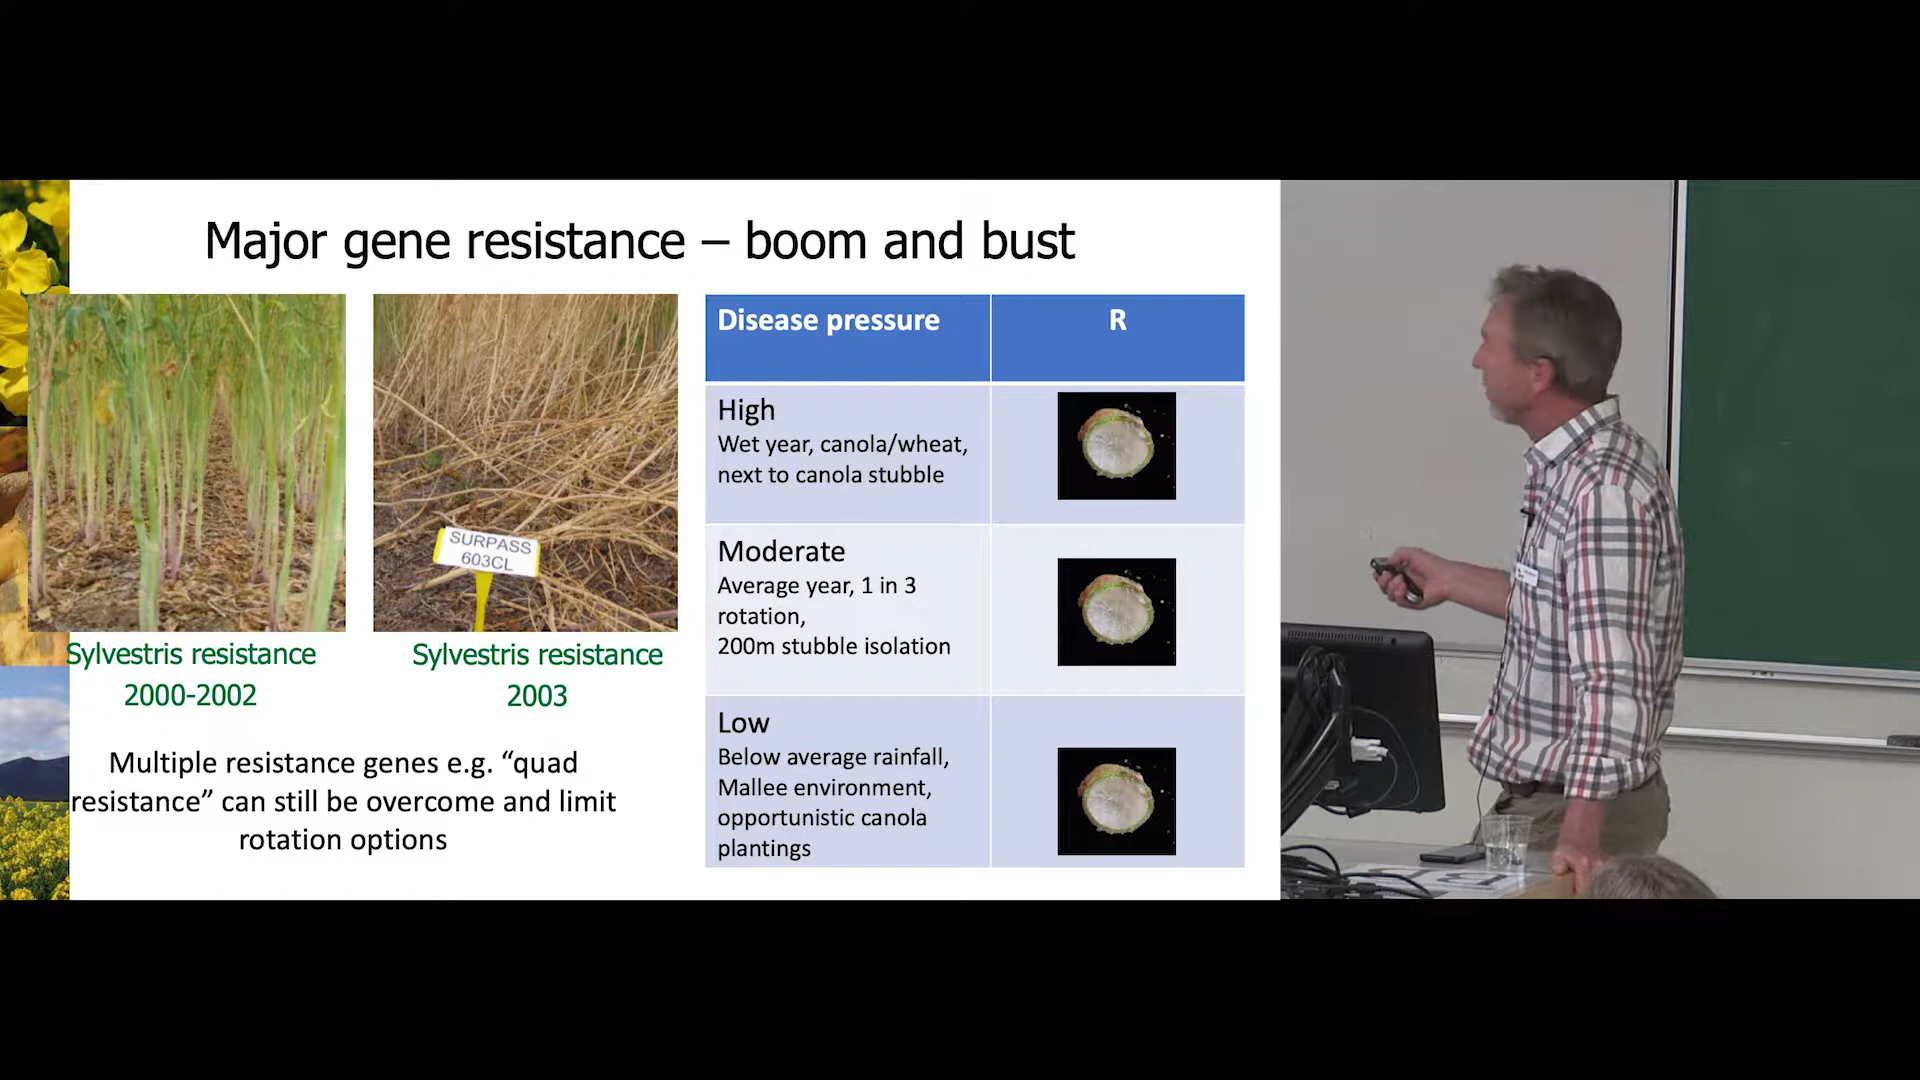 Major gene resistance – boom and bust
SURPASS
603CL
Sylvestris resistance
2000-2002
Sylvestris resistance
2003
Multiple resistance genes e.g. “quad
resistance” can still be overcome and limit
rotation options
Disease pressure
R
High
Wet year, canola/wheat,
next to canola stubble
Moderate
Average year, 1 in 3
rotation,
200m stubble isolation
Low
Below average rainfall,
Mallee environment,
opportunistic canola
plantings